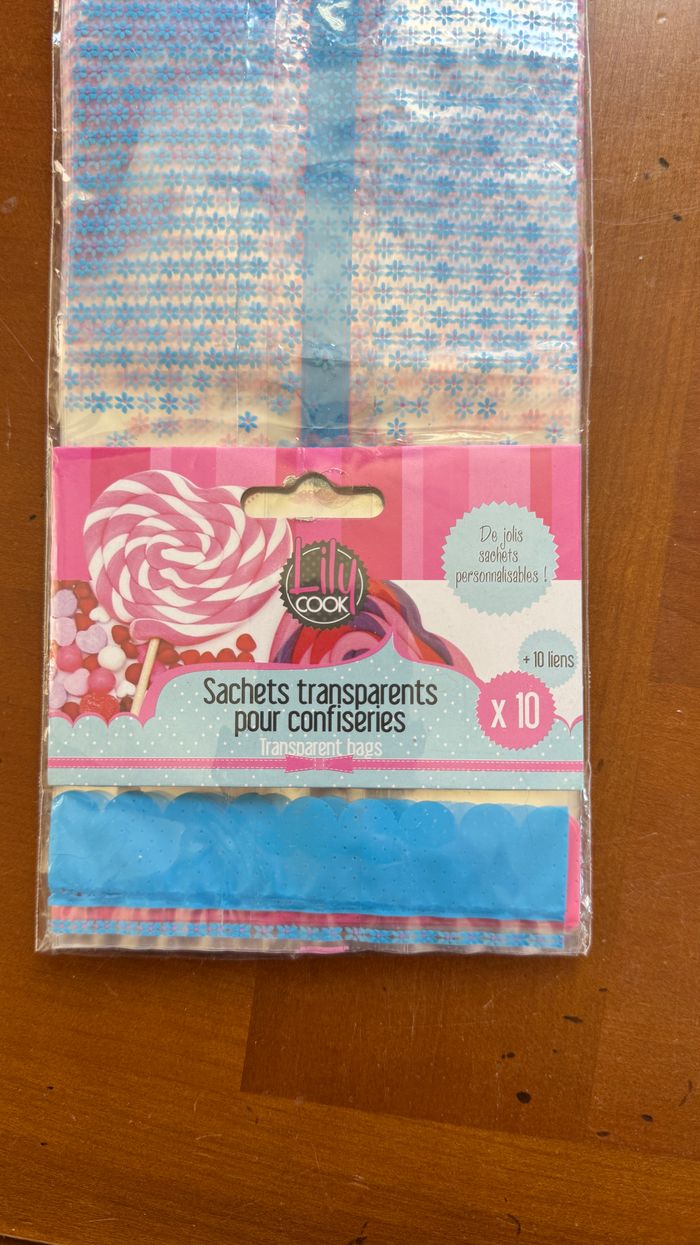 De jolis
sachets
personnalisables !
Lily
COOK
+ 10 liens
Sachets transparents
pour confiseries
x 10
Transparent bags